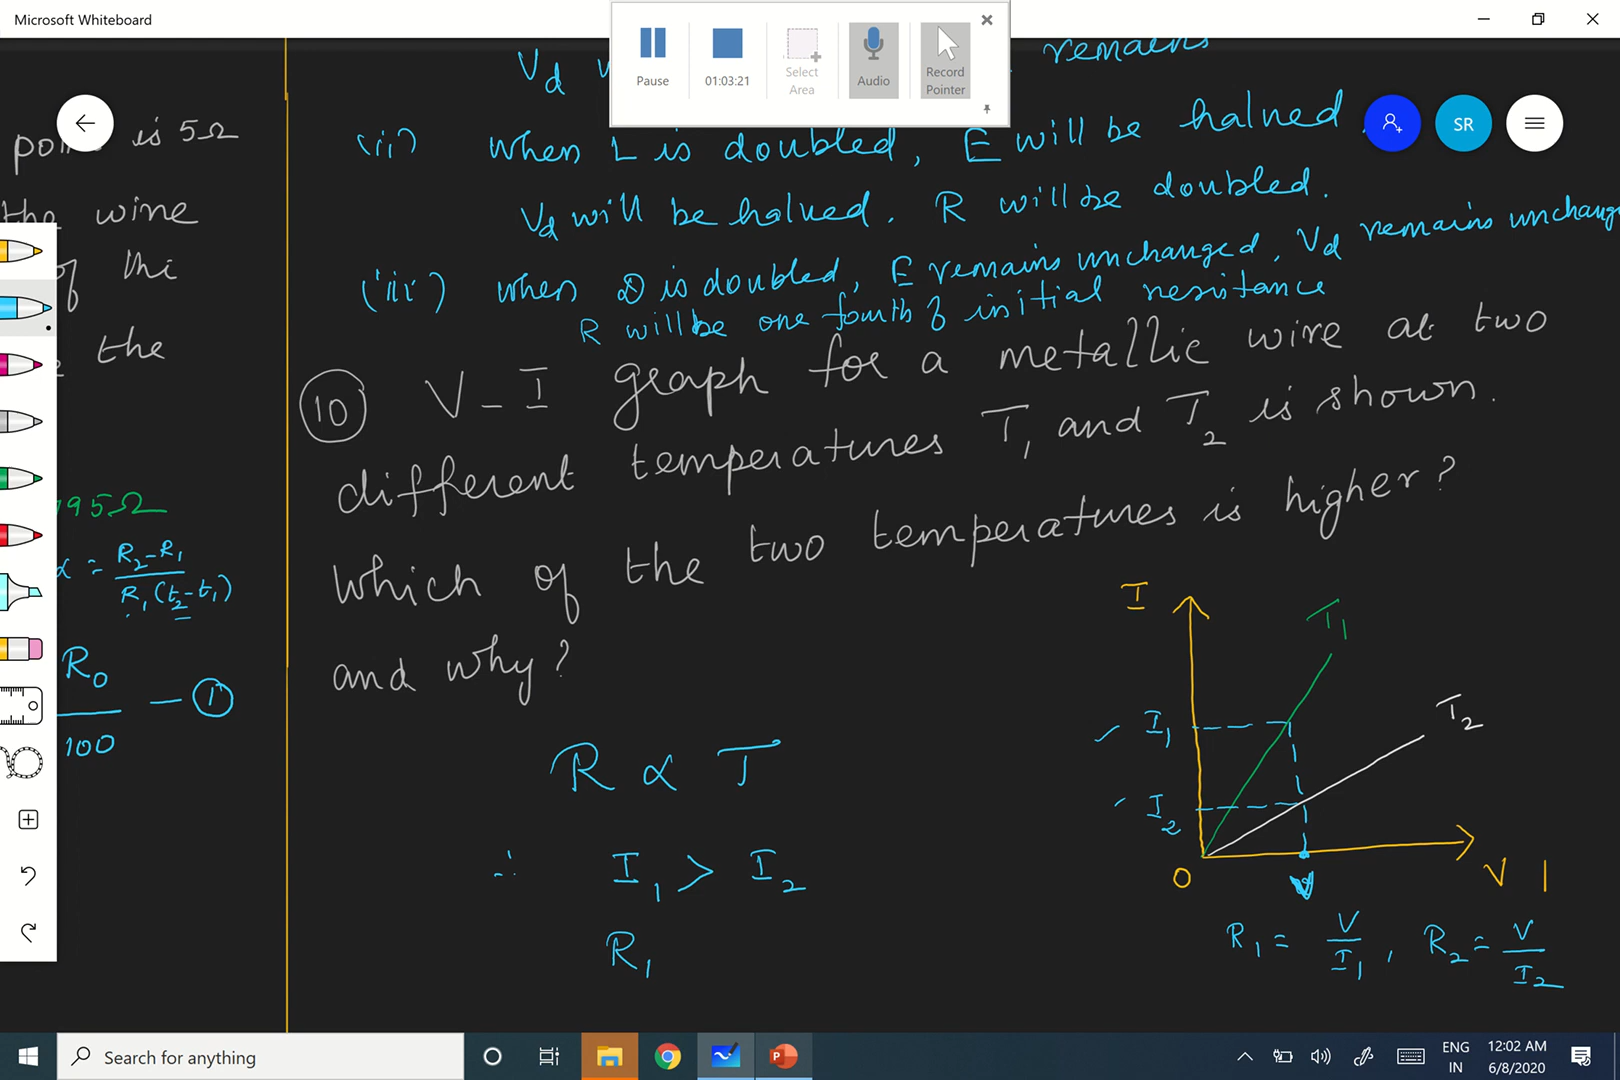 Microsoft Whiteboard
Pause
01:03:21
Select Area
Audio
Record Pointer
SR
is 5Ω
the wire
of the
the
95Ω
α = R₂-R₁ / R₁(t₂-t₁)
R₀ / 100 — ①
Vd remains
(ii) when L is doubled, E will be halved.
Vd will be halved. R will be doubled.
(iii) when D is doubled, E remains unchanged, Vd remains unchang
R will be one fourth of initial resistance
⑩ V-I graph for a metallic wire at two
different temperatures T₁ and T₂ is shown.
Which of the two temperatures is higher?
and why?
R ∝ T
∴ I₁ > I₂
R₁
I
T₁
T₂
I₁
I₂
O
V
V
R₁ = V/I₁, R₂ = V/I₂
Search for anything
ENG
IN
12:02 AM
6/8/2020